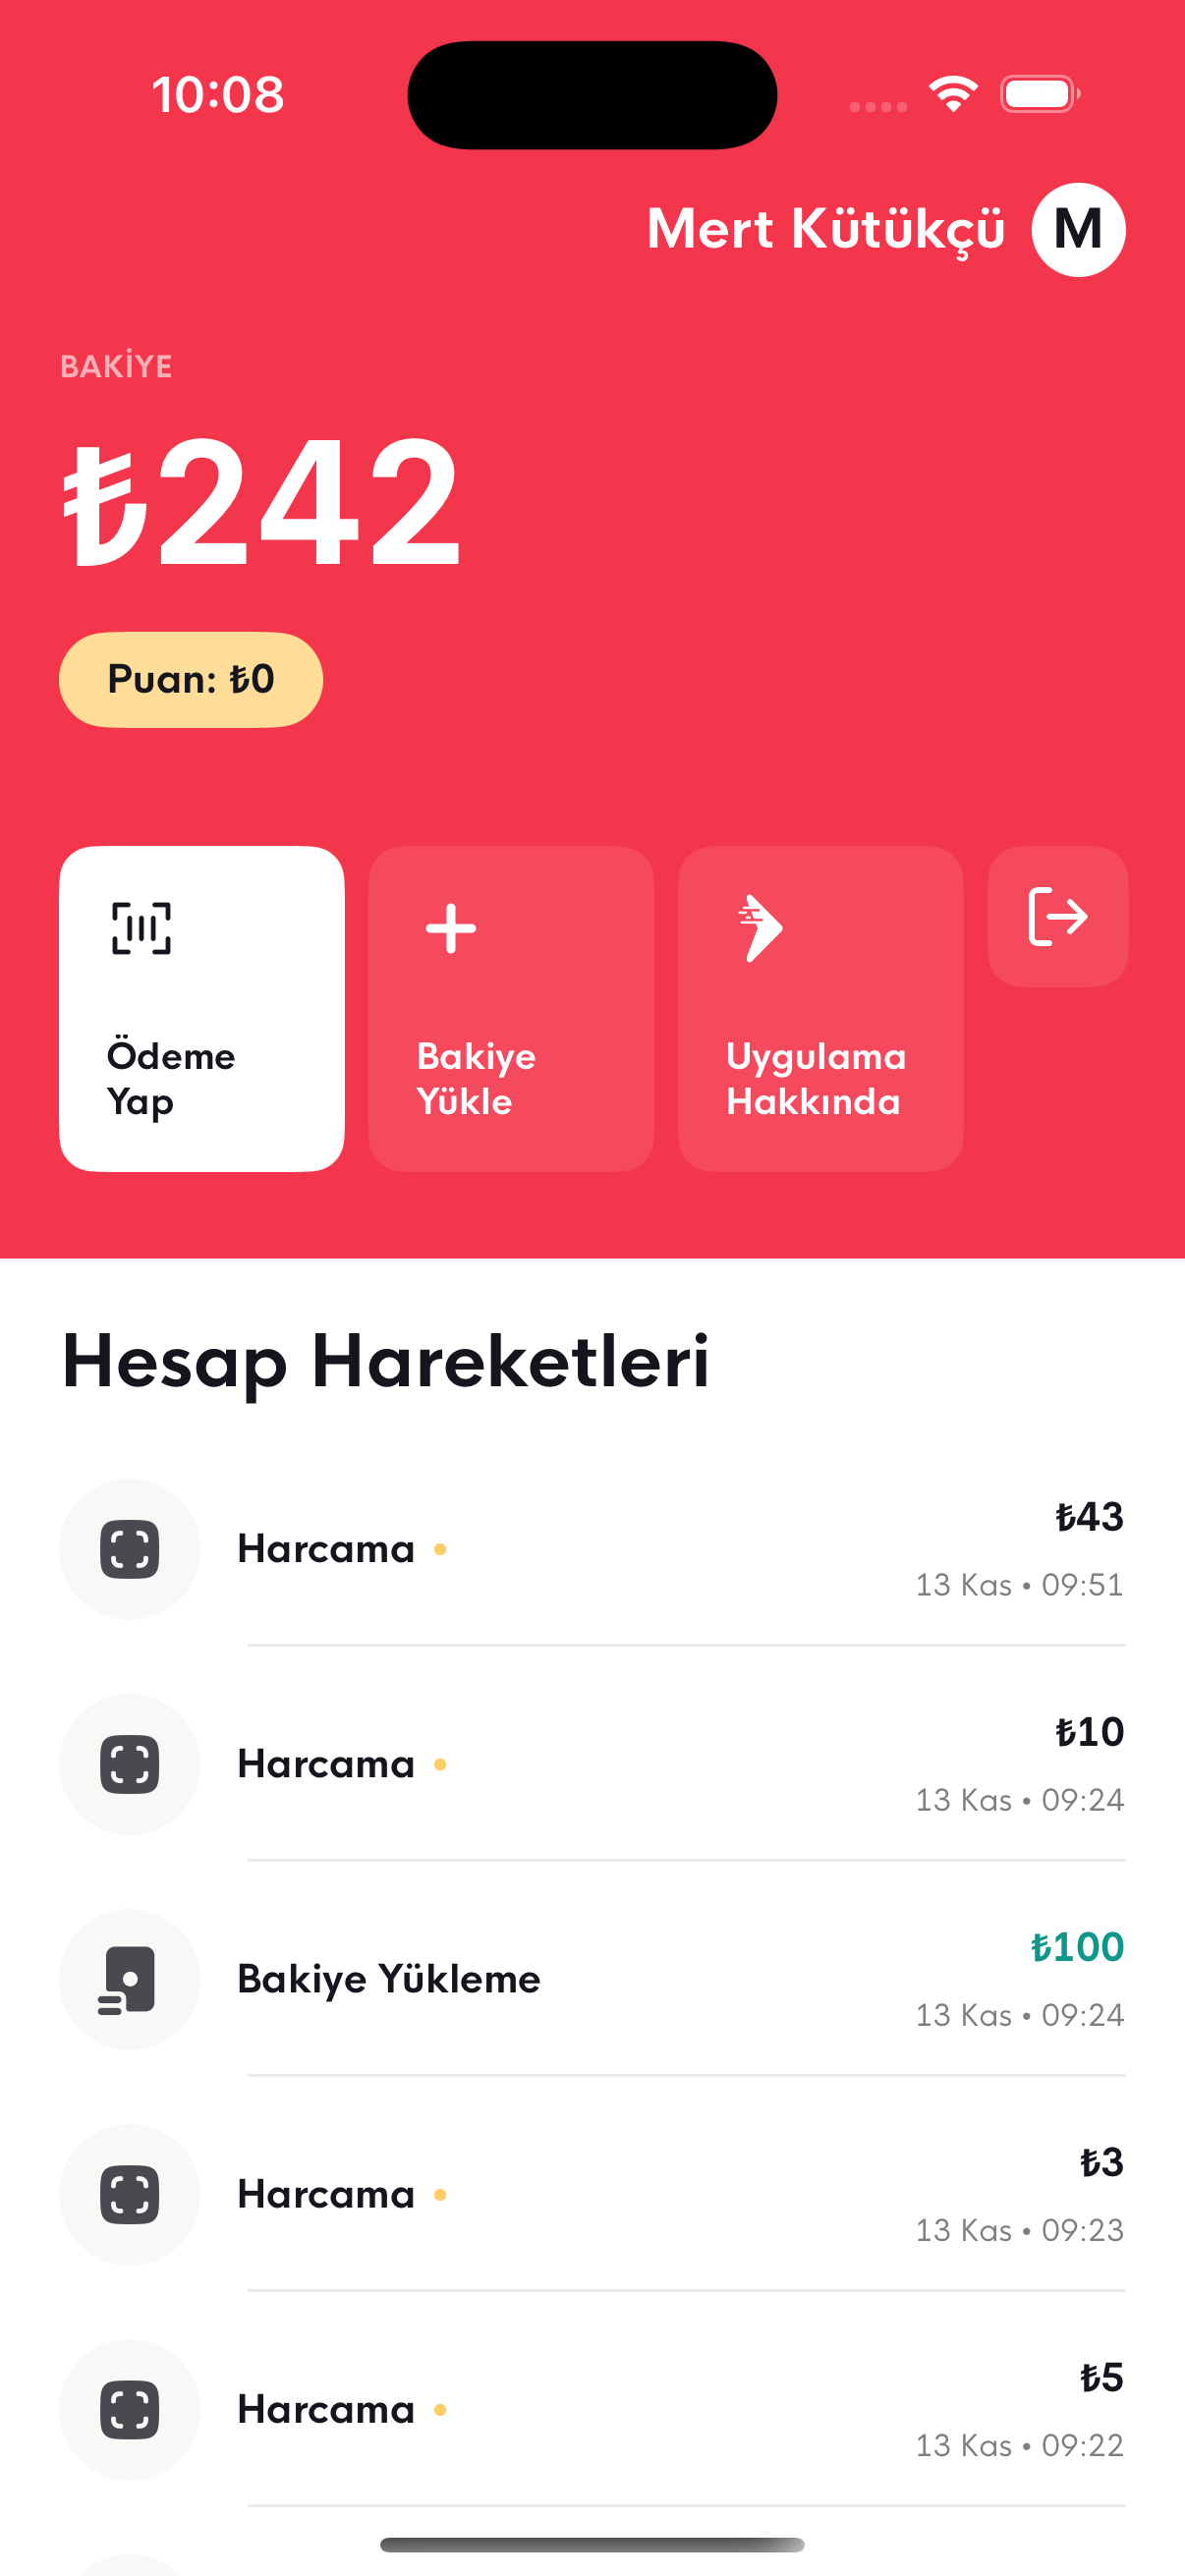 10:08
Mert Kütükçü M
BAKİYE
₺242
Puan: ₺0
Ödeme
Yap
Bakiye
Yükle
Uygulama
Hakkında
Hesap Hareketleri
Harcama
₺43
13 Kas • 09:51
Harcama
₺10
13 Kas • 09:24
Bakiye Yükleme
₺100
13 Kas • 09:24
Harcama
₺3
13 Kas • 09:23
Harcama
₺5
13 Kas • 09:22